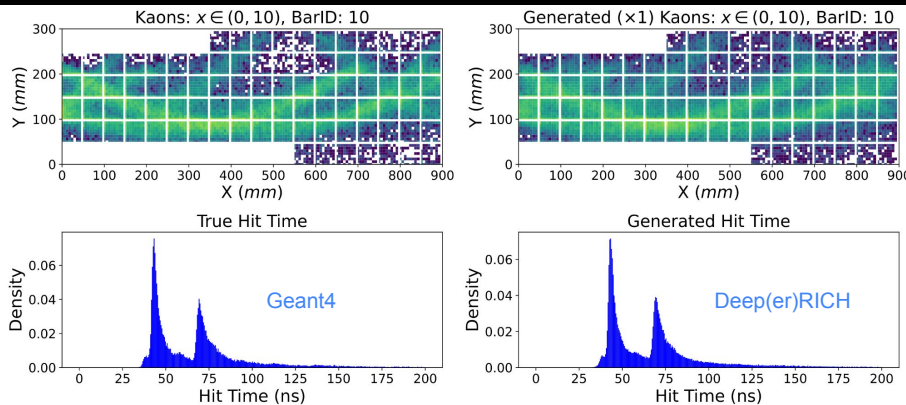 Kaons: x ∈ (0, 10), BarID: 10
300
200
100
0
Y (mm)
0 100 200 300 400 500 600 700 800 900
X (mm)
Generated (×1) Kaons: x ∈ (0, 10), BarID: 10
300
200
100
0
Y (mm)
0 100 200 300 400 500 600 700 800 900
X (mm)
True Hit Time
0.06
0.04
0.02
0.00
Density
Geant4
0 25 50 75 100 125 150 175 200
Hit Time (ns)
Generated Hit Time
0.06
0.04
0.02
0.00
Density
Deep(er)RICH
0 25 50 75 100 125 150 175 200
Hit Time (ns)